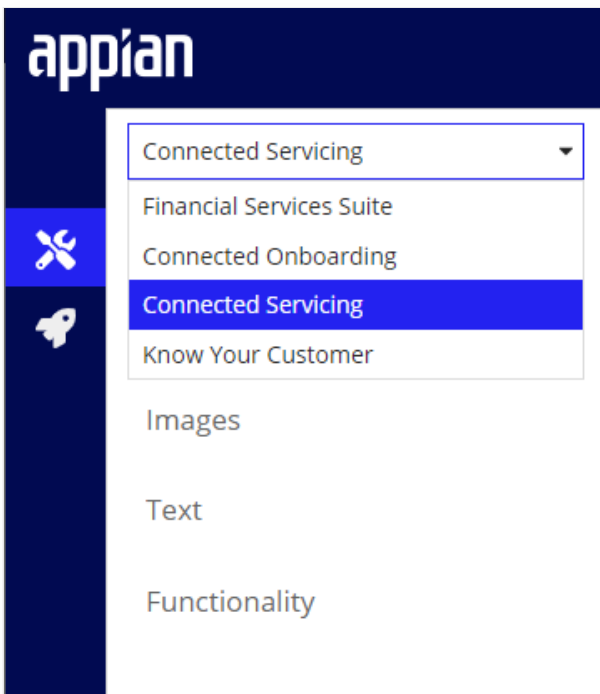 appian
Connected Servicing
Financial Services Suite
Connected Onboarding
Connected Servicing
Know Your Customer
Images
Text
Functionality